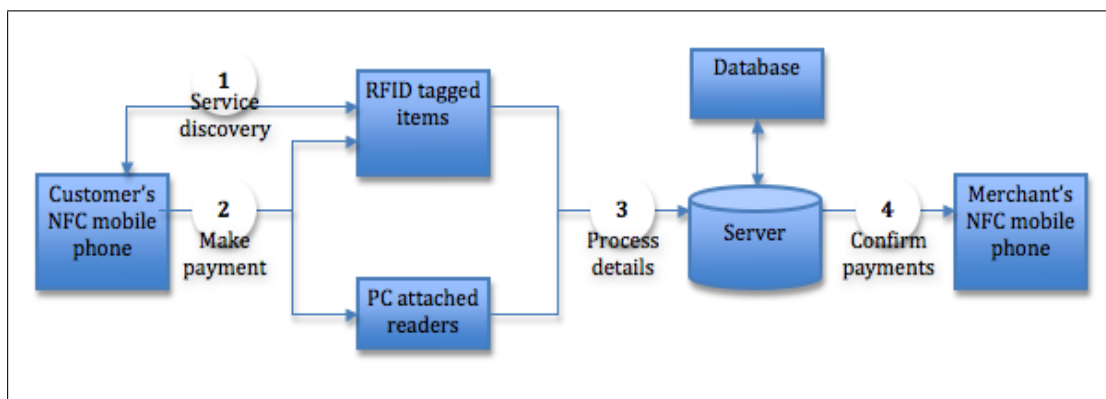 1
Service
discovery
RFID tagged
items
Database
Customer's
NFC mobile
phone
2
Make
payment
PC attached
readers
3
Process
details
Server
4
Confirm
payments
Merchant's
NFC mobile
phone